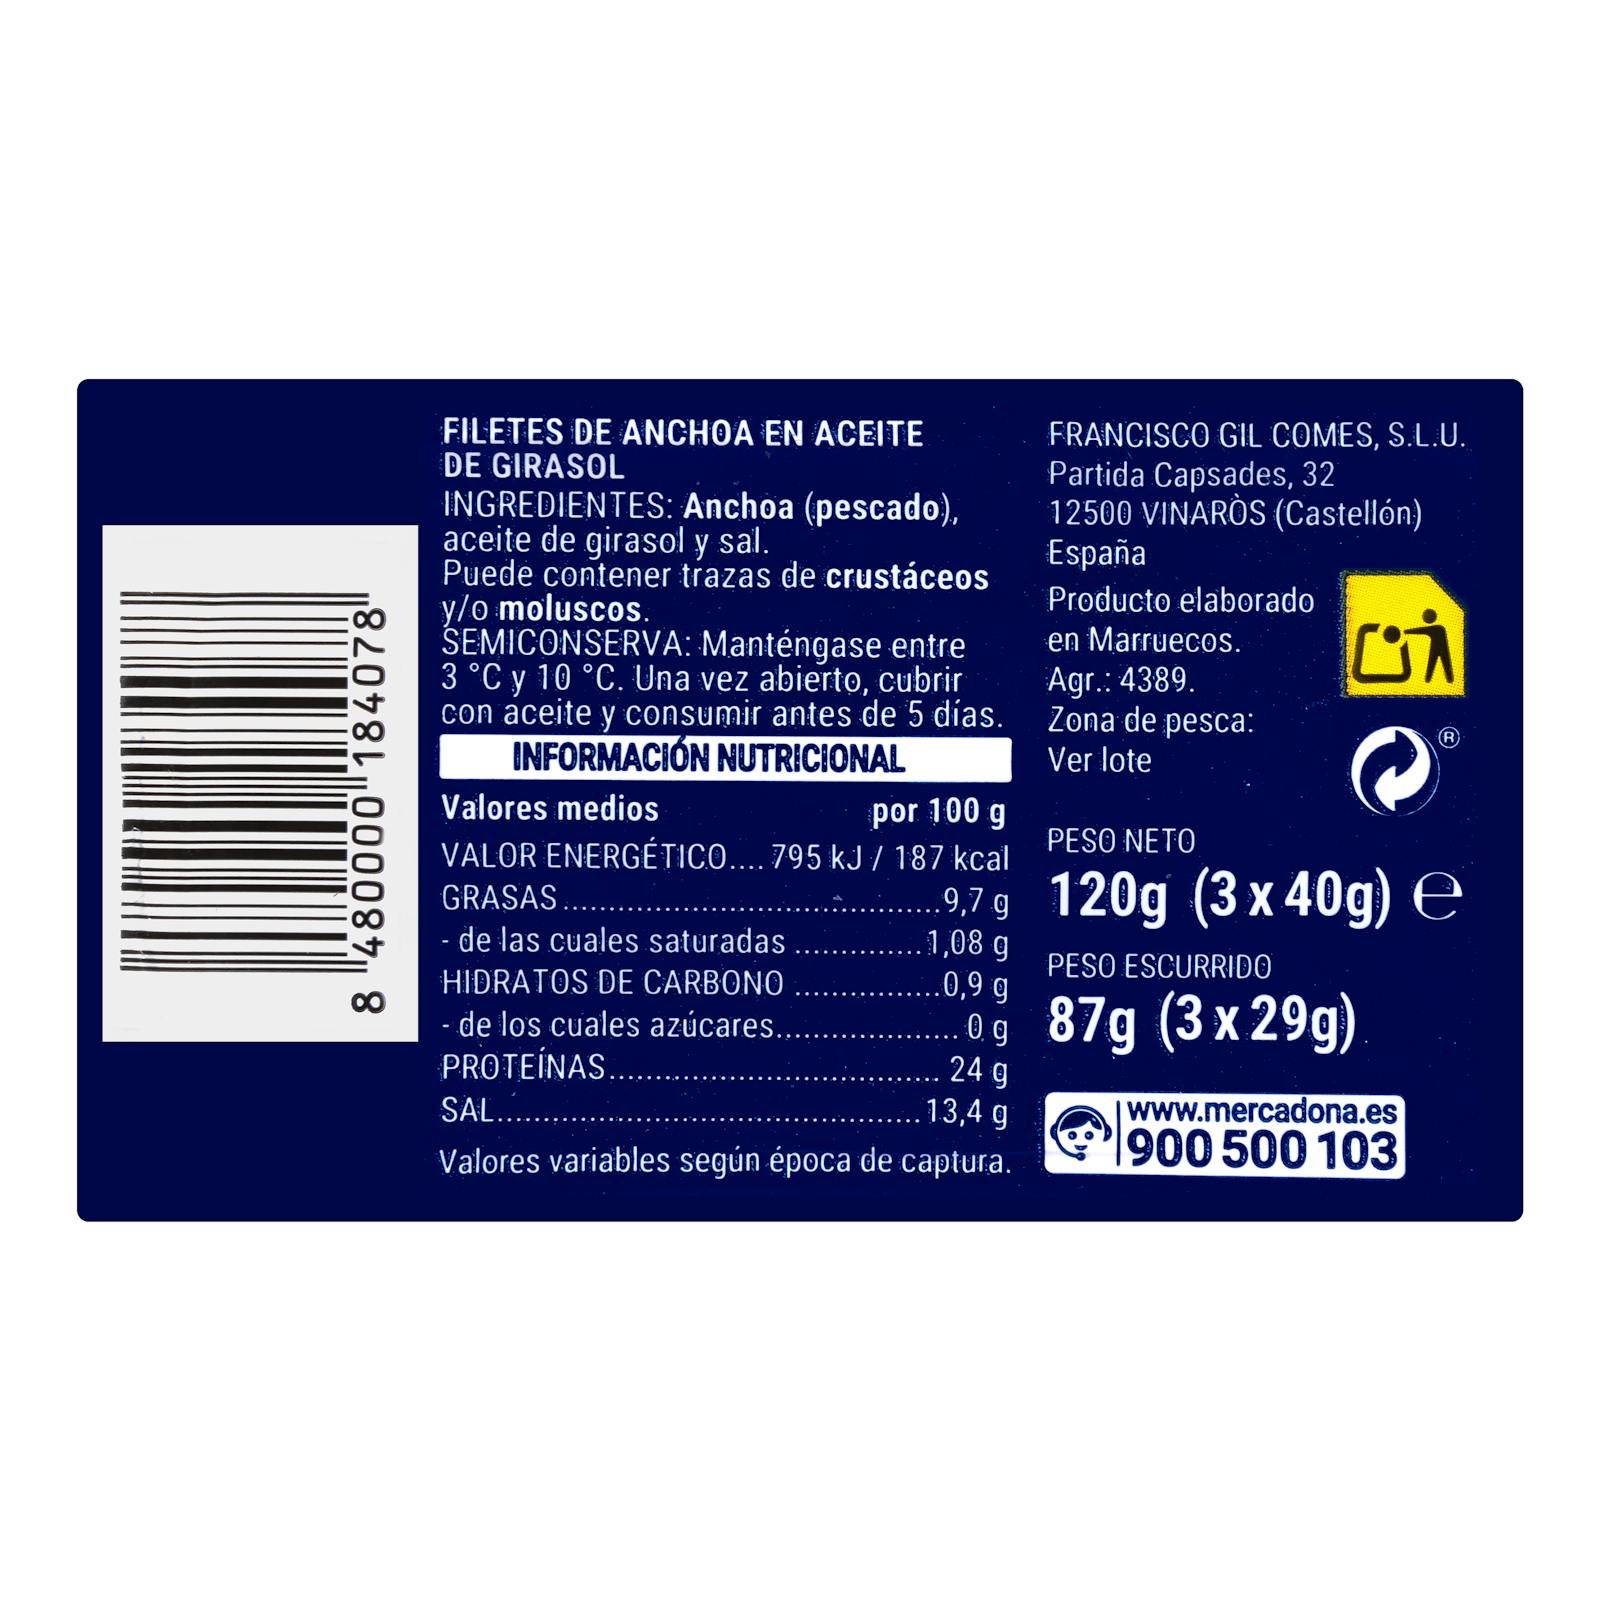 8 480000 184078
FILETES DE ANCHOA EN ACEITE
DE GIRASOL
INGREDIENTES: Anchoa (pescado),
aceite de girasol y sal.
Puede contener trazas de crustáceos
y/o moluscos.
SEMICONSERVA: Manténgase entre
3 °C y 10 °C. Una vez abierto, cubrir
con aceite y consumir antes de 5 días.
INFORMACIÓN NUTRICIONAL
Valores medios por 100 g
VALOR ENERGÉTICO.... 795 kJ / 187 kcal
GRASAS ................................. 9,7 g
- de las cuales saturadas ........... 1,08 g
HIDRATOS DE CARBONO ............. 0,9 g
- de los cuales azúcares................ 0 g
PROTEÍNAS............................. 24 g
SAL..................................... 13,4 g
Valores variables según época de captura.
FRANCISCO GIL COMES, S.L.U.
Partida Capsades, 32
12500 VINARÒS (Castellón)
España
Producto elaborado
en Marruecos.
Agr.: 4389.
Zona de pesca:
Ver lote
®
PESO NETO
120g (3 x 40g) ℮
PESO ESCURRIDO
87g (3 x 29g)
www.mercadona.es
900 500 103